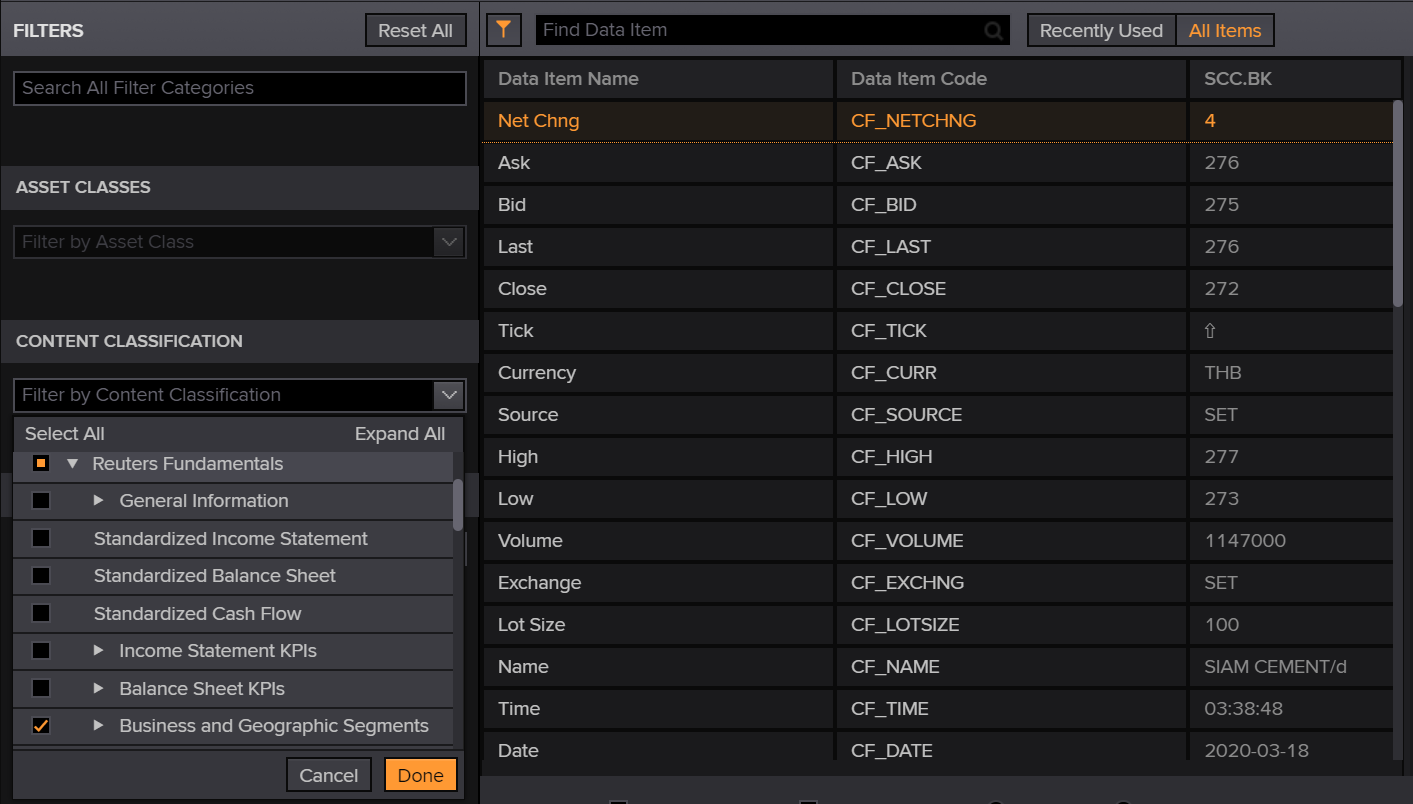 FILTERS
Reset All
Search All Filter Categories
ASSET CLASSES
Filter by Asset Class
CONTENT CLASSIFICATION
Filter by Content Classification
Select All Expand All
Reuters Fundamentals
General Information
Standardized Income Statement
Standardized Balance Sheet
Standardized Cash Flow
Income Statement KPIs
Balance Sheet KPIs
Business and Geographic Segments
Cancel Done
Find Data Item Recently Used All Items
Data Item Name Data Item Code SCC.BK
Net Chng CF_NETCHNG 4
Ask CF_ASK 276
Bid CF_BID 275
Last CF_LAST 276
Close CF_CLOSE 272
Tick CF_TICK ⇧
Currency CF_CURR THB
Source CF_SOURCE SET
High CF_HIGH 277
Low CF_LOW 273
Volume CF_VOLUME 1147000
Exchange CF_EXCHNG SET
Lot Size CF_LOTSIZE 100
Name CF_NAME SIAM CEMENT/d
Time CF_TIME 03:38:48
Date CF_DATE 2020-03-18